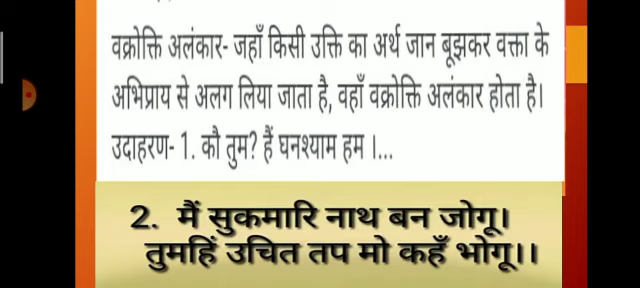 वक्रोक्ति अलंकार- जहाँ किसी उक्ति का अर्थ जान बूझकर वक्ता के
अभिप्राय से अलग लिया जाता है, वहाँ वक्रोक्ति अलंकार होता है।
उदाहरण- 1. कौ तुम? हैं घनश्याम हम ।...
2. मैं सुकमारि नाथ बन जोगू।
तुमहिं उचित तप मो कहँ भोगू।।